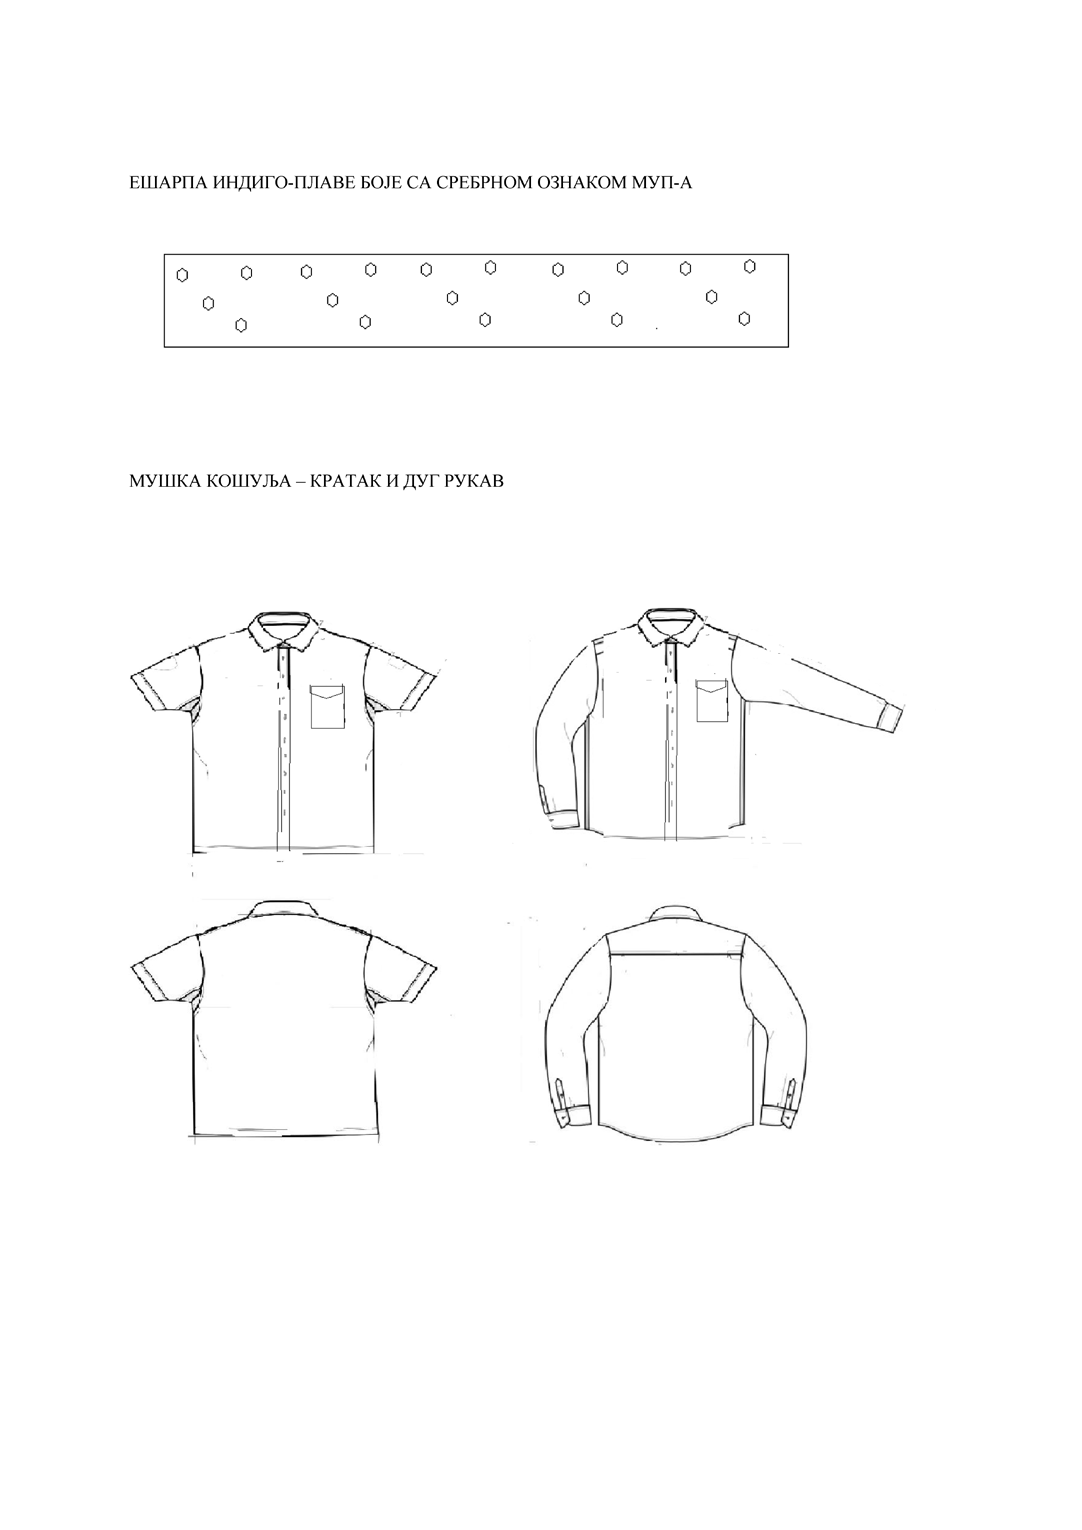 ЕШАРПА ИНДИГО-ПЛАВЕ БОЈЕ СА СРЕБРНОМ ОЗНАКОМ МУП-А
МУШКА КОШУЉА – КРАТАК И ДУГ РУКАВ